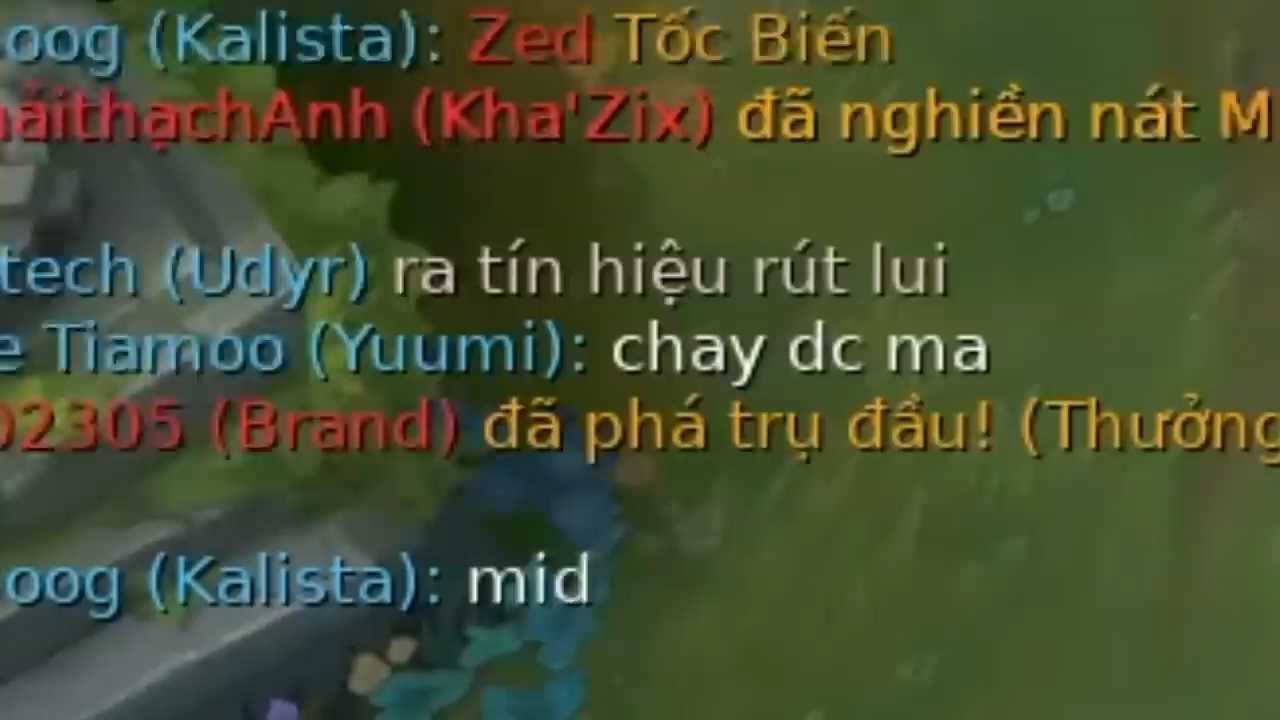 oog (Kalista): Zed Tốc Biến
ảithạchAnh (Kha'Zix) đã nghiền nát M
tech (Udyr) ra tín hiệu rút lui
e Tiamoo (Yuumi): chay dc ma
02305 (Brand) đã phá trụ đầu! (Thưởng
oog (Kalista): mid